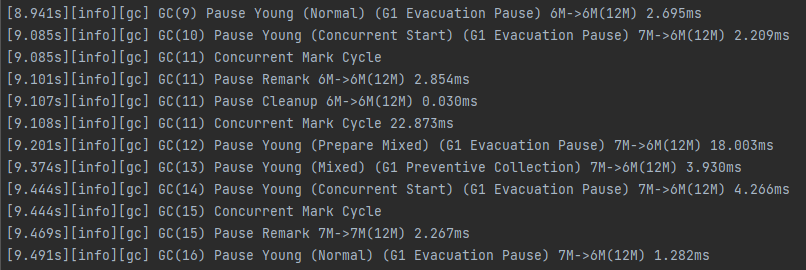 [8.941s][info][gc] GC(9) Pause Young (Normal) (G1 Evacuation Pause) 6M->6M(12M) 2.695ms
[9.085s][info][gc] GC(10) Pause Young (Concurrent Start) (G1 Evacuation Pause) 7M->6M(12M) 2.209ms
[9.085s][info][gc] GC(11) Concurrent Mark Cycle
[9.101s][info][gc] GC(11) Pause Remark 6M->6M(12M) 2.854ms
[9.107s][info][gc] GC(11) Pause Cleanup 6M->6M(12M) 0.030ms
[9.108s][info][gc] GC(11) Concurrent Mark Cycle 22.873ms
[9.201s][info][gc] GC(12) Pause Young (Prepare Mixed) (G1 Evacuation Pause) 7M->6M(12M) 18.003ms
[9.374s][info][gc] GC(13) Pause Young (Mixed) (G1 Preventive Collection) 7M->6M(12M) 3.930ms
[9.444s][info][gc] GC(14) Pause Young (Concurrent Start) (G1 Evacuation Pause) 7M->6M(12M) 4.266ms
[9.444s][info][gc] GC(15) Concurrent Mark Cycle
[9.469s][info][gc] GC(15) Pause Remark 7M->7M(12M) 2.267ms
[9.491s][info][gc] GC(16) Pause Young (Normal) (G1 Evacuation Pause) 7M->6M(12M) 1.282ms